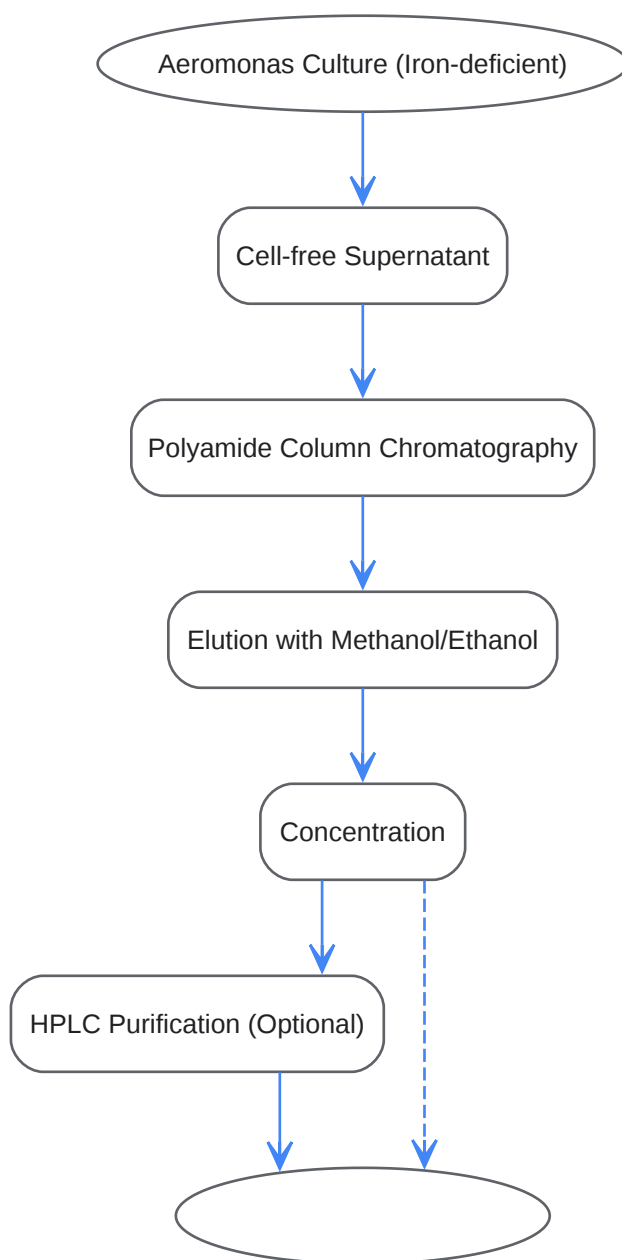 Aeromonas Culture (Iron-deficient)
Cell-free Supernatant
Polyamide Column Chromatography
Elution with Methanol/Ethanol
Concentration
HPLC Purification (Optional)